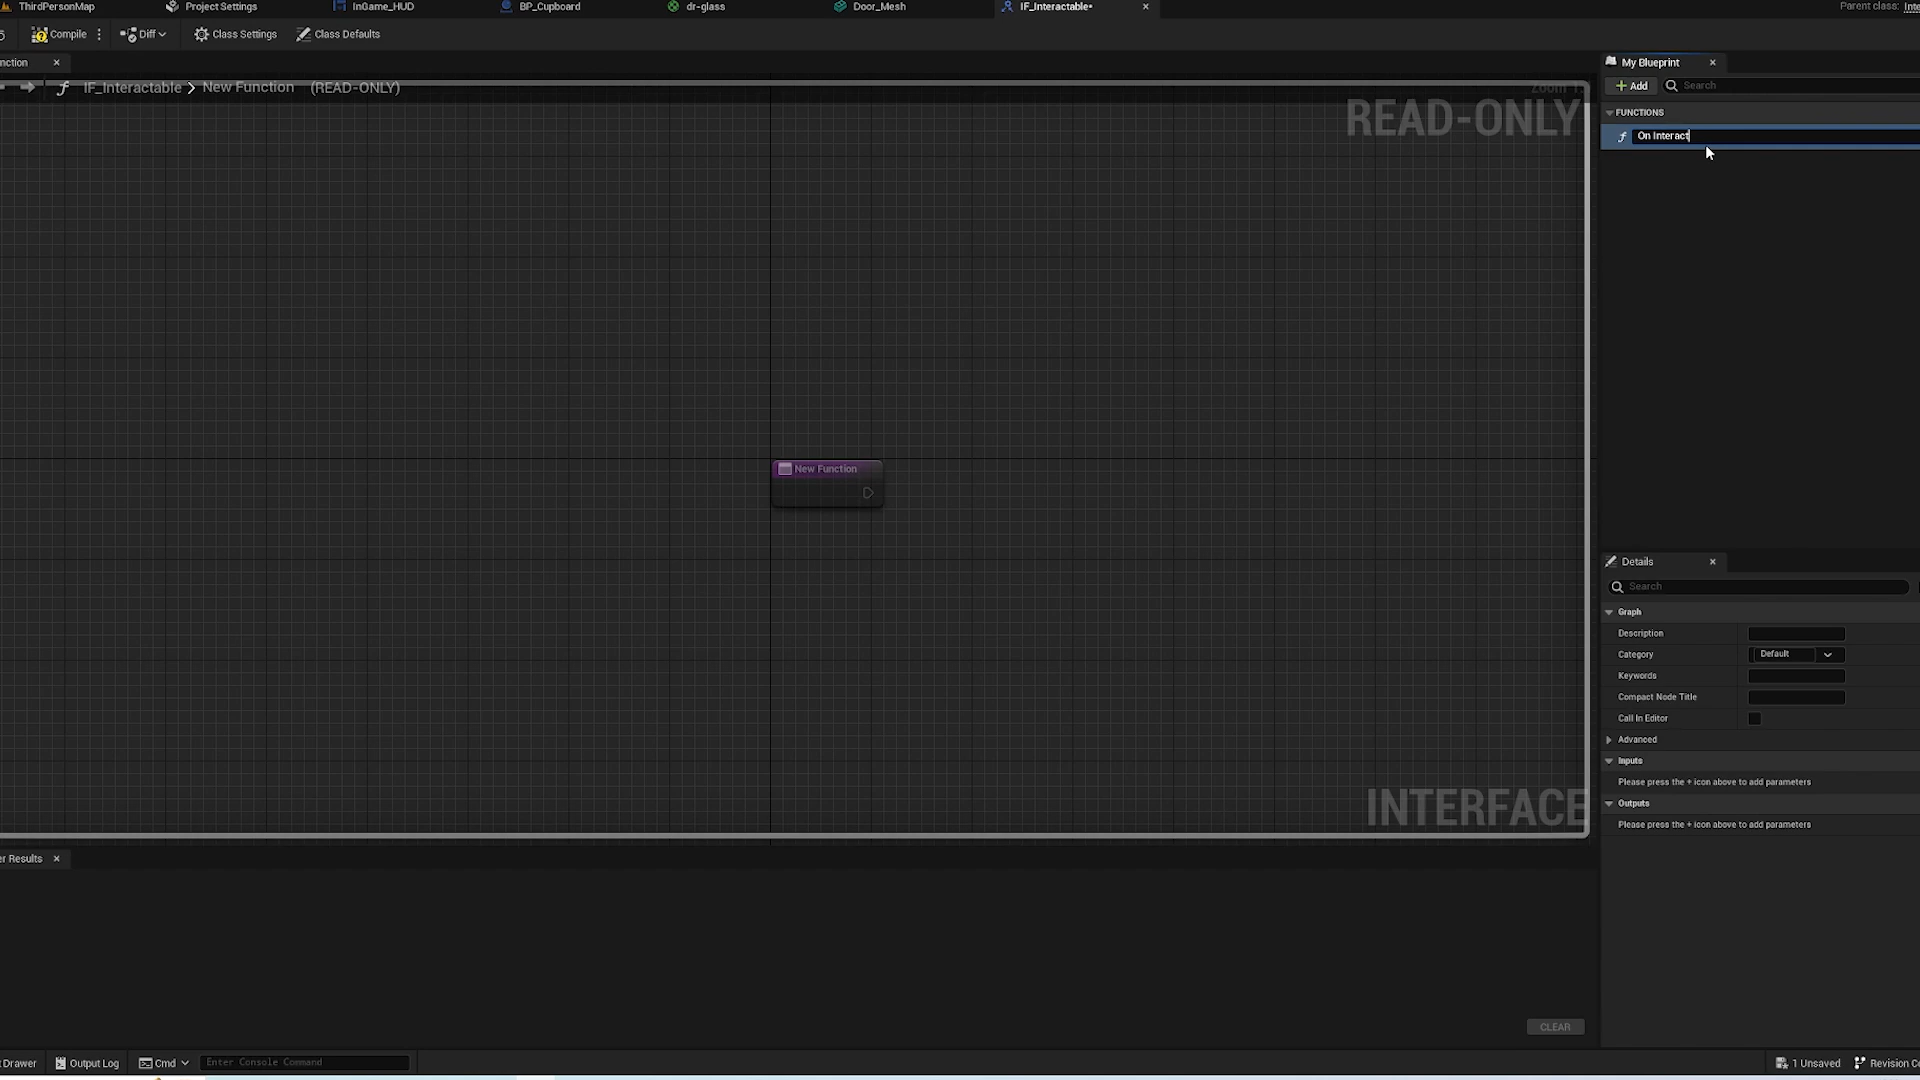 ThirdPersonMap
Project Settings
InGame_HUD
BP_Cupboard
dr-glass
Door_Mesh
IF_Interactable•
Parent class:
Compile
Diff
Class Settings
Class Defaults
My Blueprint
IF_Interactable > New Function (READ-ONLY)
READ-ONLY
+ Add
Search
FUNCTIONS
On Interact
New Function
Details
Search
Graph
Description
Category
Default
Keywords
Compact Node Title
Call In Editor
Advanced
Inputs
Please press the + icon above to add parameters
Outputs
Please press the + icon above to add parameters
INTERFACE
Results
CLEAR
Drawer
Output Log
Cmd
Enter Console Command
1 Unsaved
Revision